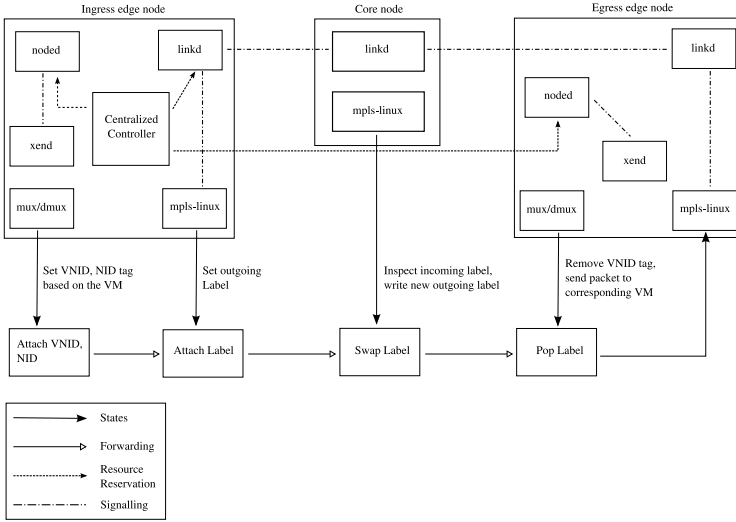 Ingress edge node
Core node
Egress edge node
noded
linkd
linkd
linkd
Centralized
Controller
mpls-linux
noded
xend
xend
mux/dmux
mpls-linux
mux/dmux
mpls-linux
Set VNID, NID tag
based on the VM
Set outgoing
Label
Inspect incoming label,
write new outgoing label
Remove VNID tag,
send packet to
corresponding VM
Attach VNID,
NID
Attach Label
Swap Label
Pop Label
States
Forwarding
Resource
Reservation
Signalling